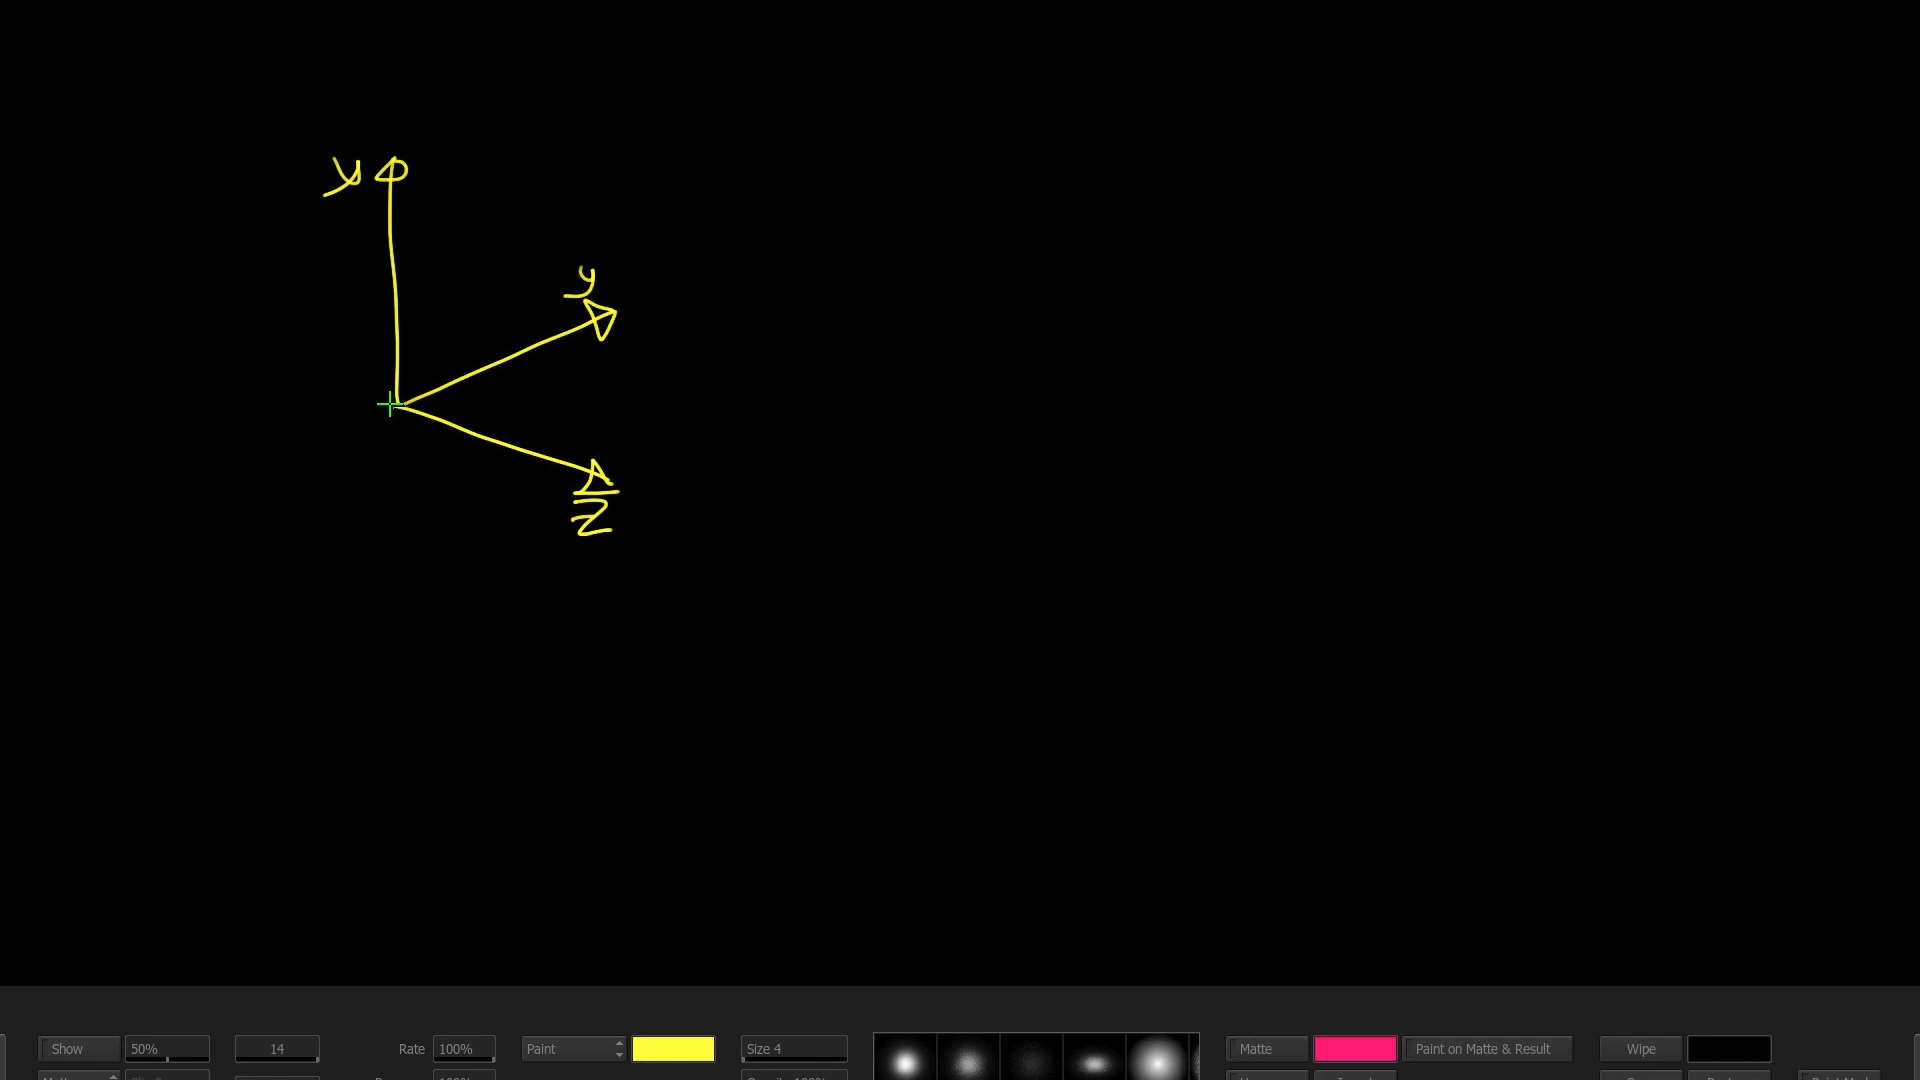 y
y
z
Show 50% 14 Rate 100% Paint Size 4 Matte Paint on Matte & Result Wipe